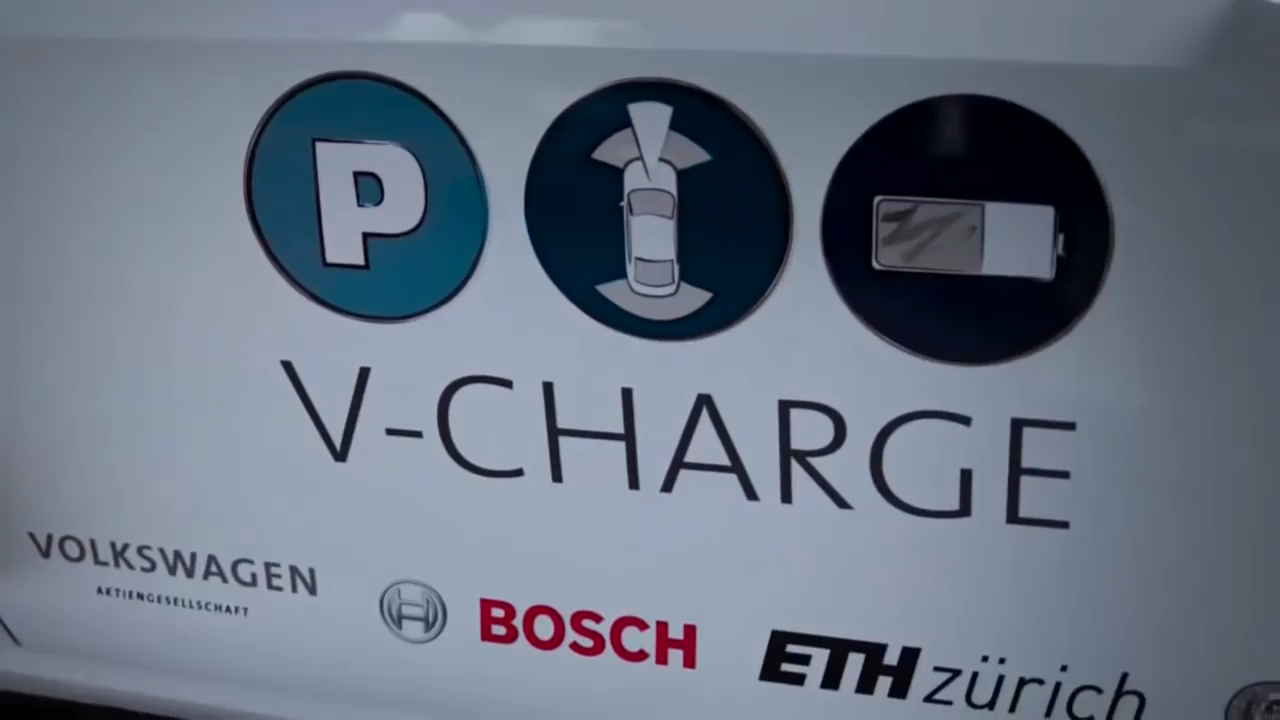 P
V-CHARGE
VOLKSWAGEN
AKTIENGESELLSCHAFT
BOSCH
ETH zürich